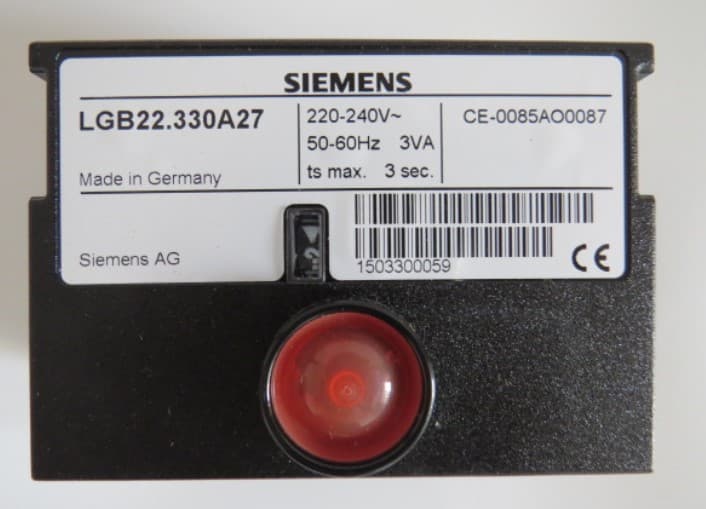 SIEMENS
LGB22.330A27
220-240V~
50-60Hz 3VA
ts max. 3 sec.
CE-0085AO0087
Made in Germany
Siemens AG
1503300059
CE